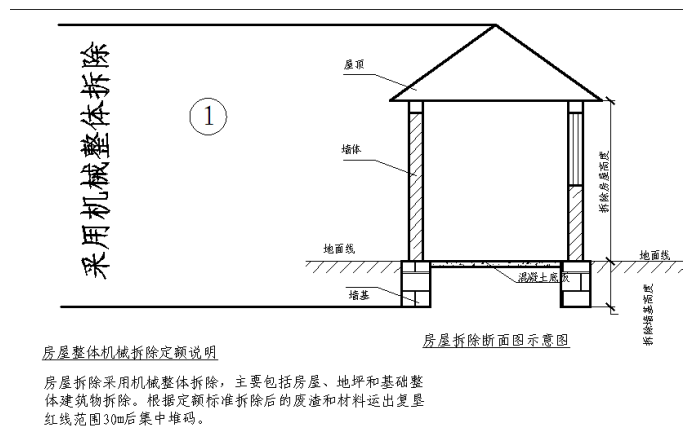 采用机械整体拆除
1
屋顶
墙体
拆除房屋高度
地面线
地面线
混凝土底板
墙基
拆除墙基高度
房屋拆除断面图示意图
房屋整体机械拆除定额说明
房屋拆除采用机械整体拆除，主要包括房屋、地坪和基础整
体建筑物拆除。根据定额标准拆除后的废渣和材料运出复垦
红线范围30m后集中堆码。